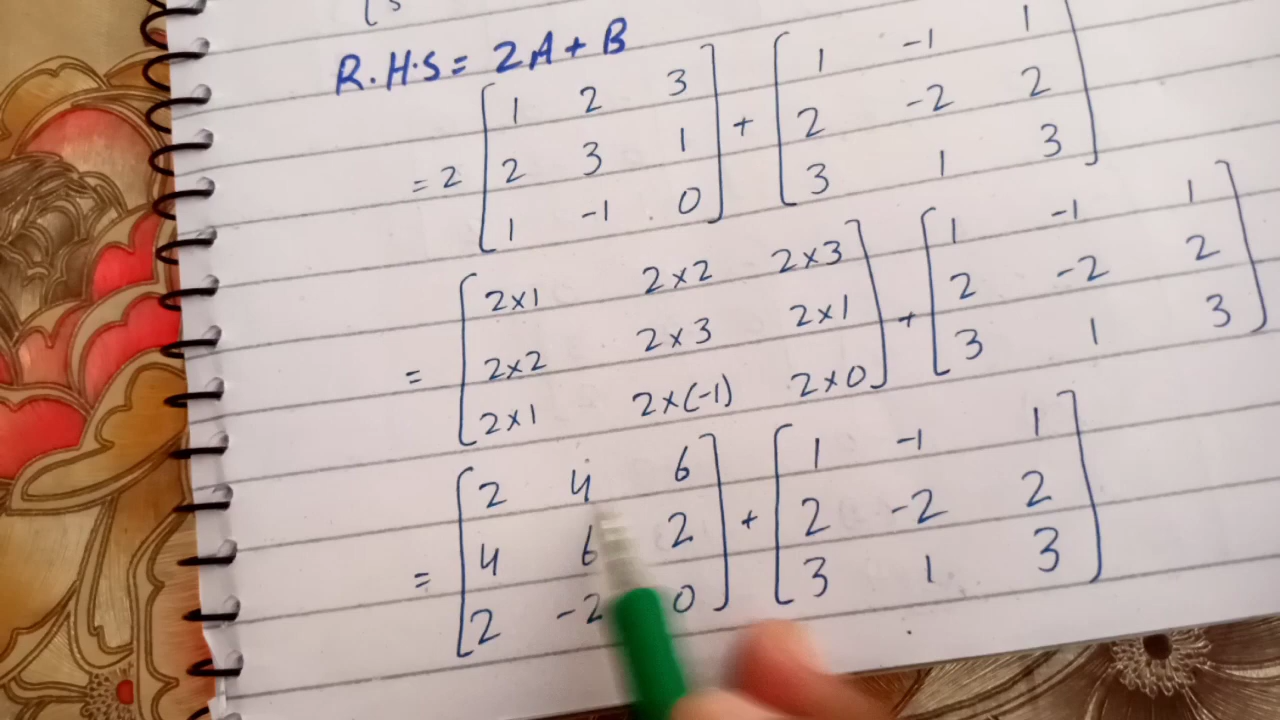 R.H.S = 2A + B
= 2 [ 1 2 3 ] + [ 1 -1 1 ]
2 3 1 2 -2 2
1 -1 0 3 1 3
= [ 2×1 2×2 2×3 ] + [ 1 -1 1 ]
2×2 2×3 2×1 2 -2 2
2×1 2×(-1) 2×0 3 1 3
= [ 2 4 6 ] + [ 1 -1 1 ]
4 6 2 2 -2 2
2 -2 0 3 1 3